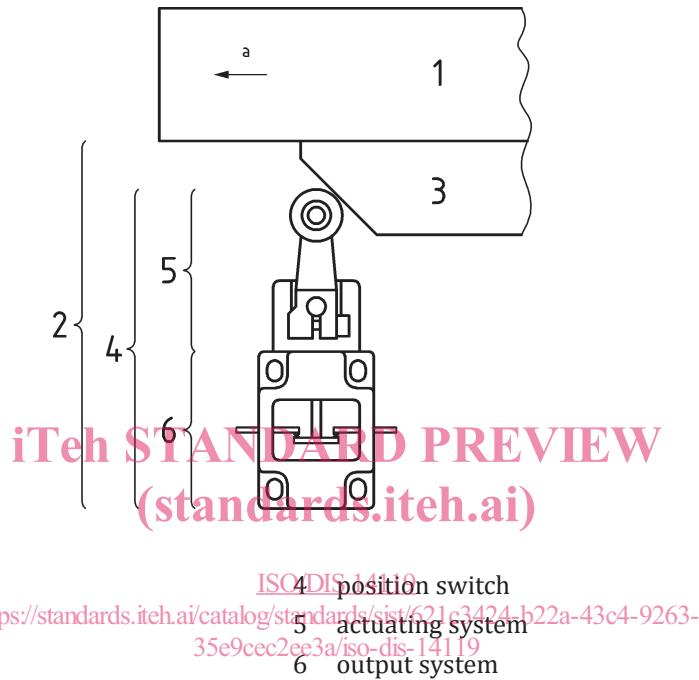 a
1
3
5
2
4
6
iTeh STANDARD PREVIEW
(standards.iteh.ai)
ISO/DIS 14119
4 position switch
ps://standards.iteh.ai/catalog/standards/sist/621c3424-b22a-43c4-9263-
5 actuating system
35e9cec2ee3a/iso-dis-14119
6 output system